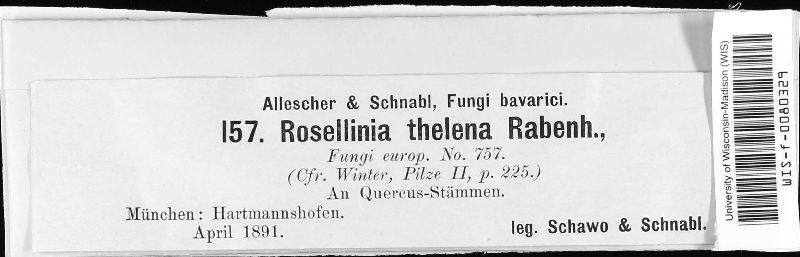 Allescher & Schnabl, Fungi bavarici.
157. Rosellinia thelena Rabenh.,
Fungi europ. No. 757.
(Cfr. Winter, Pilze II, p. 225.)
An Quercus-Stämmen.
München: Hartmannshofen.
April 1891.
leg. Schawo & Schnabl.
University of Wisconsin-Madison (WIS)
WIS-f-0080329